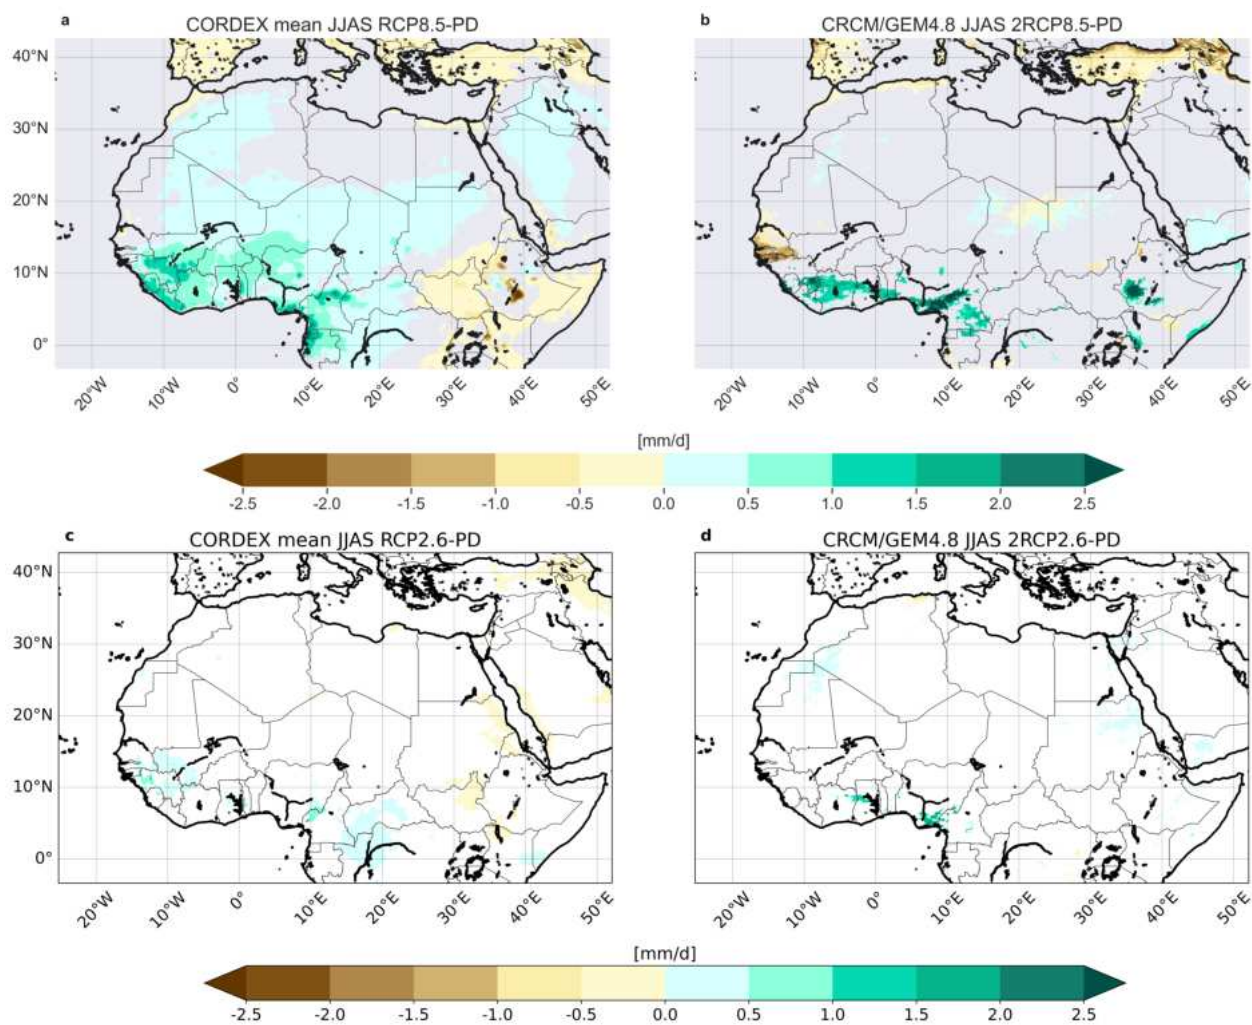 a CORDEX mean JJAS RCP8.5-PD
b CRCM/GEM4.8 JJAS 2RCP8.5-PD
40°N
30°N
20°N
10°N
0°
20°W 10°W 0° 10°E 20°E 30°E 40°E 50°E
20°W 10°W 0° 10°E 20°E 30°E 40°E 50°E
[mm/d]
-2.5 -2.0 -1.5 -1.0 -0.5 0.0 0.5 1.0 1.5 2.0 2.5
c CORDEX mean JJAS RCP2.6-PD
d CRCM/GEM4.8 JJAS 2RCP2.6-PD
40°N
30°N
20°N
10°N
0°
20°W 10°W 0° 10°E 20°E 30°E 40°E 50°E
20°W 10°W 0° 10°E 20°E 30°E 40°E 50°E
[mm/d]
-2.5 -2.0 -1.5 -1.0 -0.5 0.0 0.5 1.0 1.5 2.0 2.5